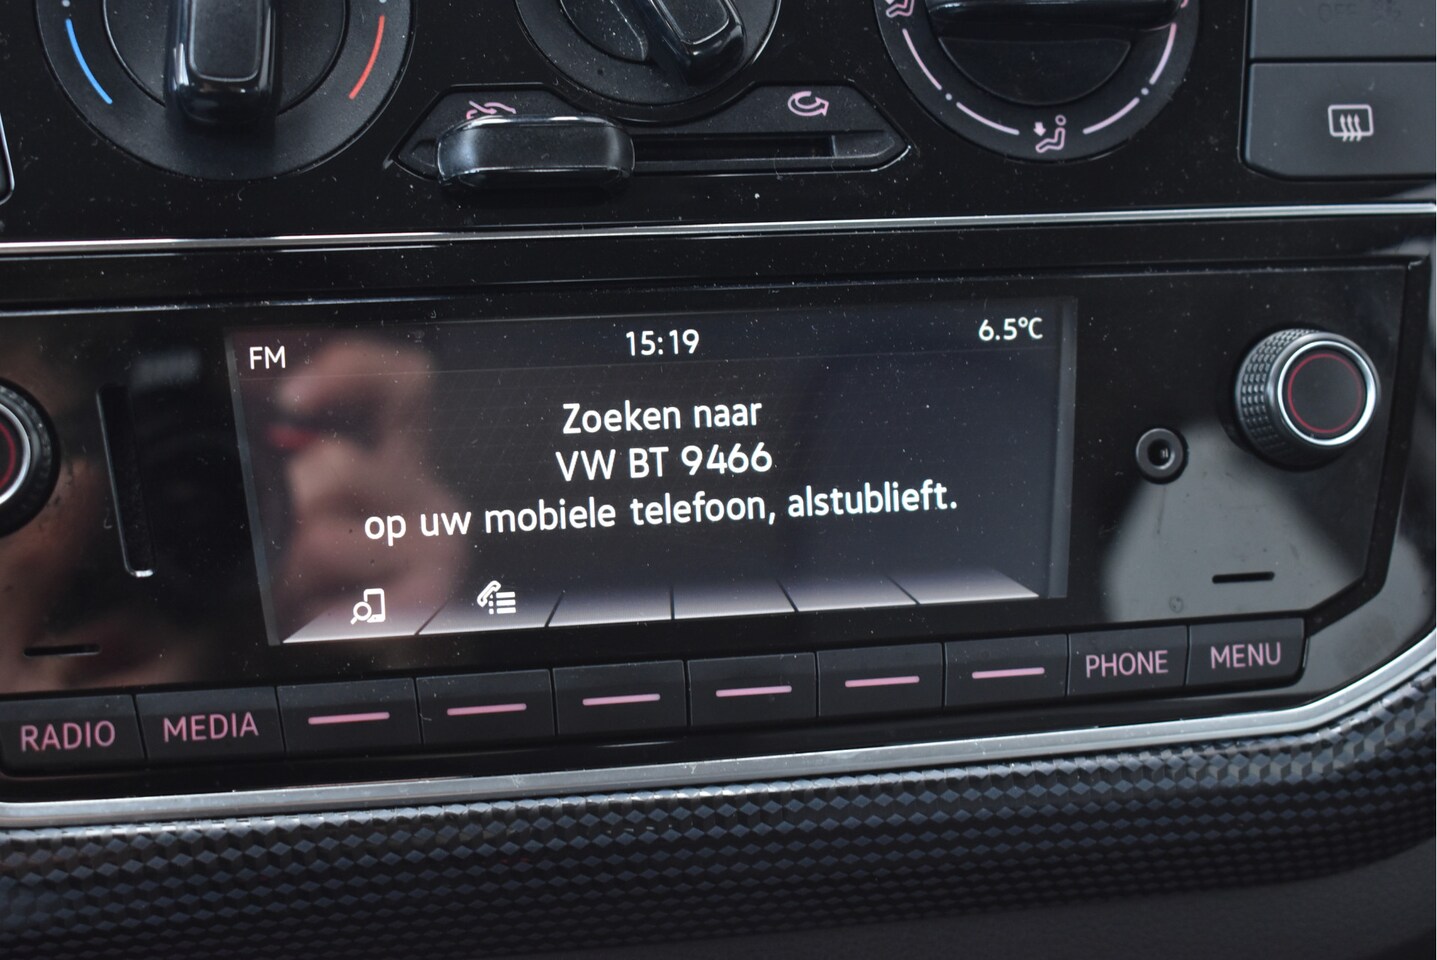 FM 15:19 6.5°C
Zoeken naar
VW BT 9466
op uw mobiele telefoon, alstublieft.
RADIO MEDIA PHONE MENU